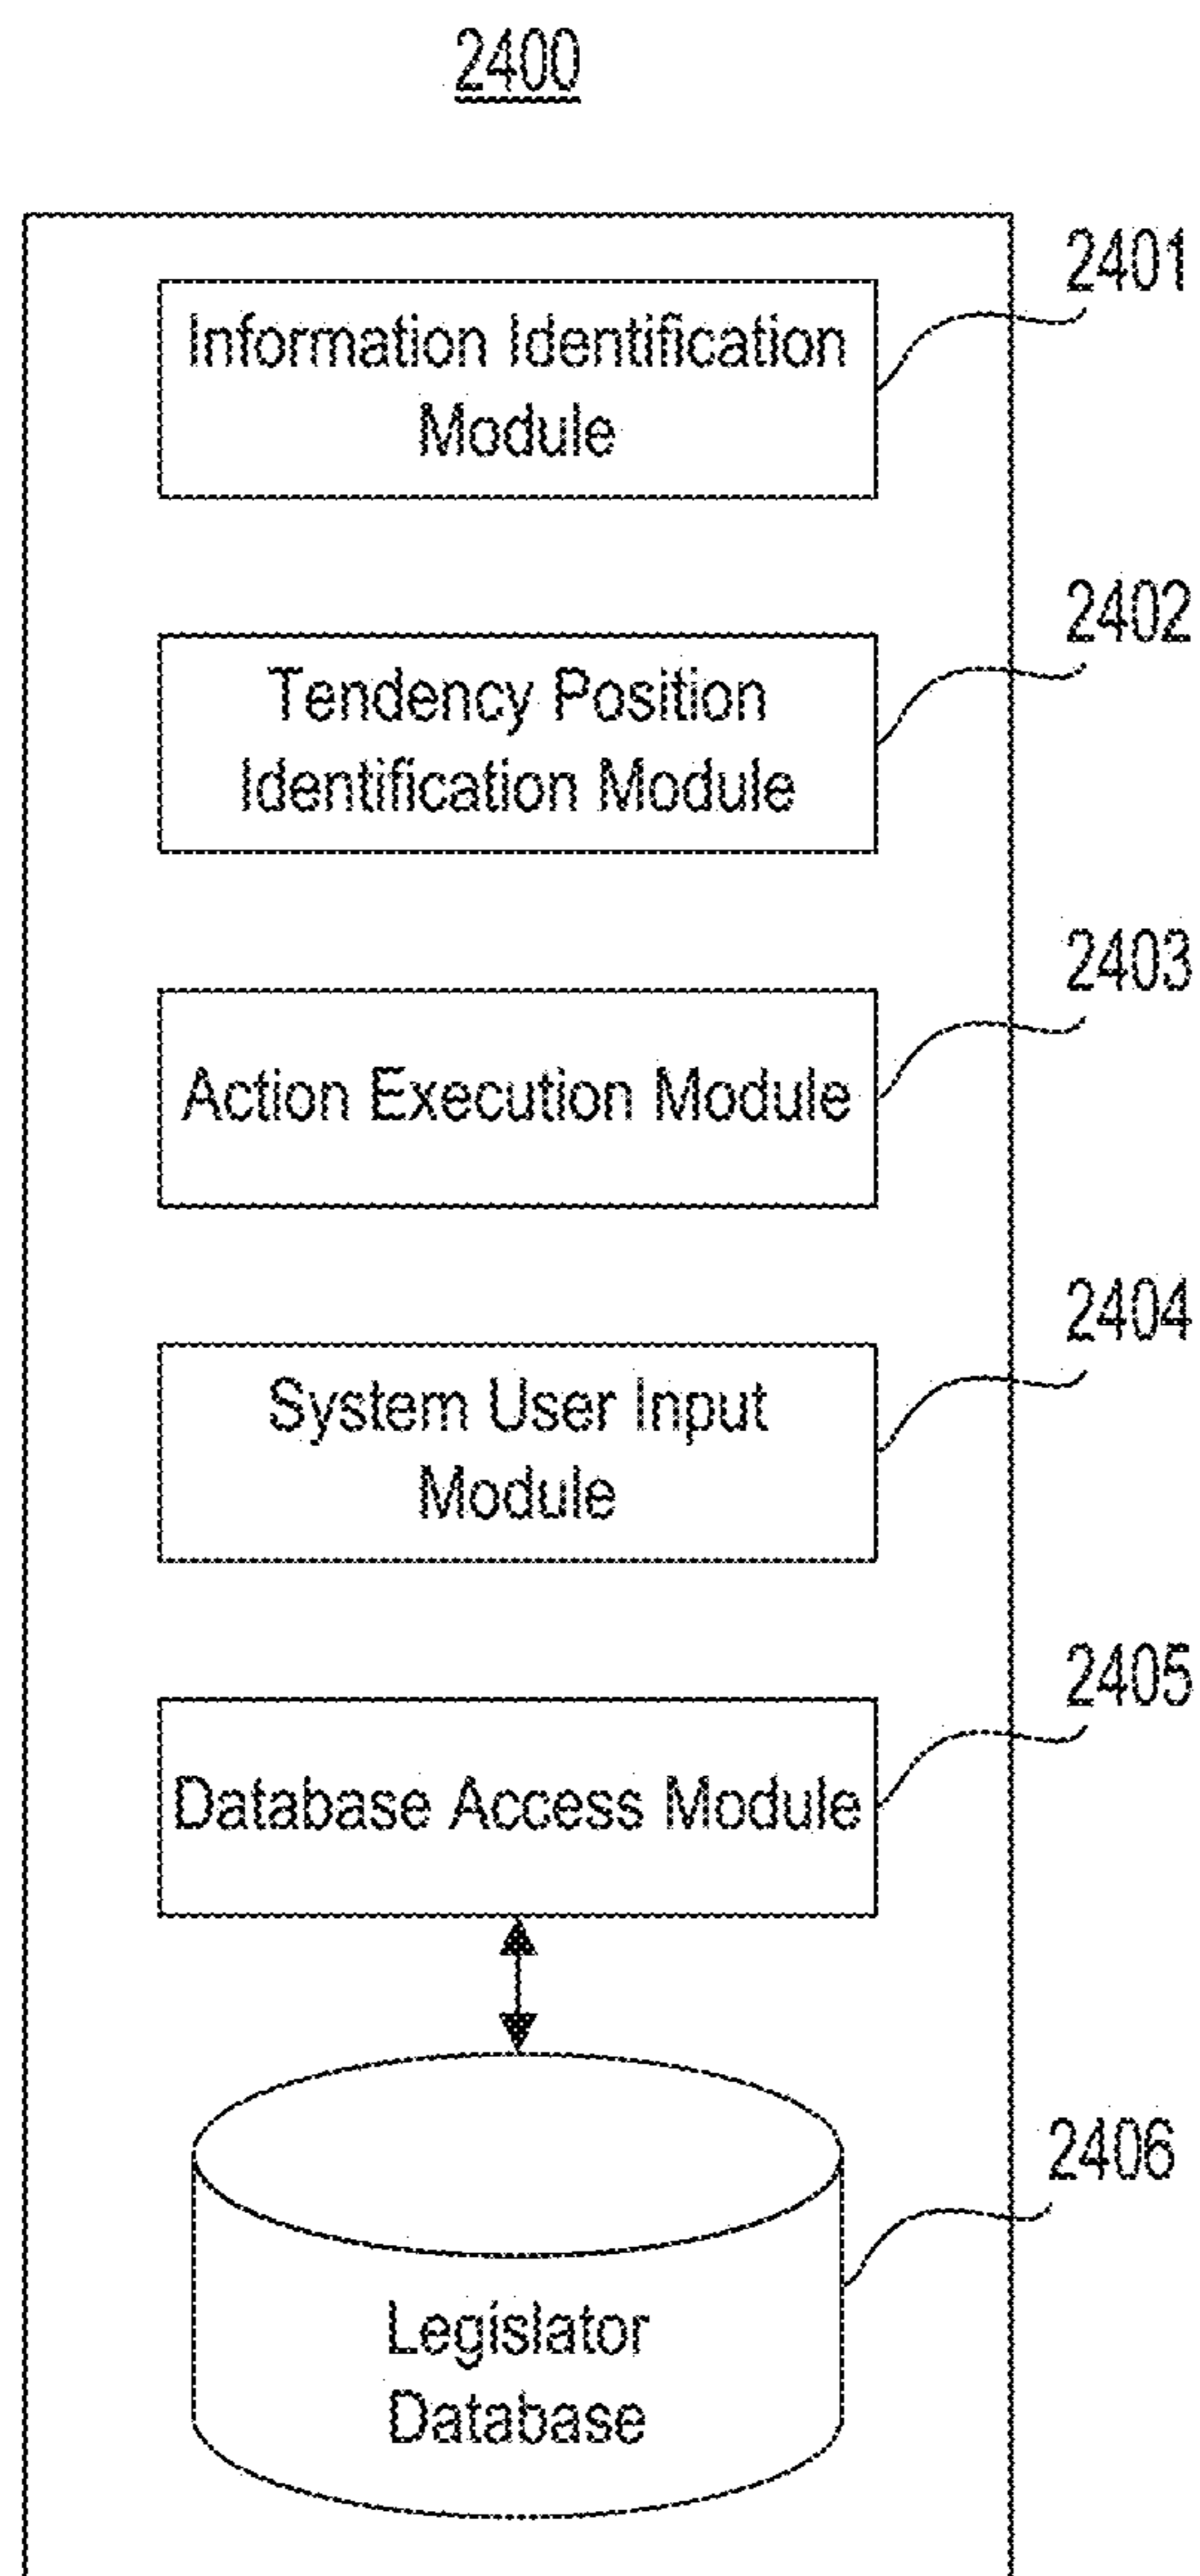 2400
2401
Information Identification
Module
2402
Tendency Position
Identification Module
2403
Action Execution Module
2404
System User Input
Module
2405
Database Access Module
2406
Legislator
Database